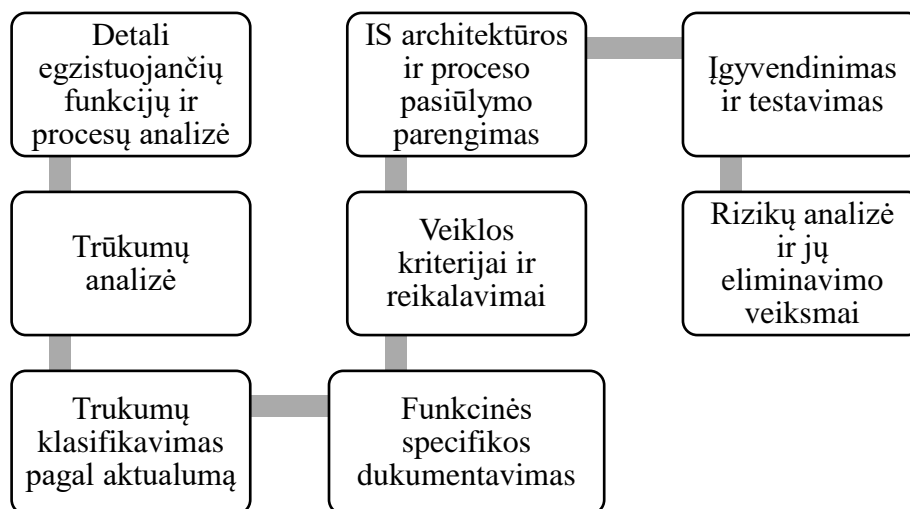 Detali
egzistuojančių
funkcijų ir
procesų analizė
Trūkumų
analizė
Trukumų
klasifikavimas
pagal aktualumą
Funkcinės
specifikos
dukumentavimas
Veiklos
kriterijai ir
reikalavimai
IS architektūros
ir proceso
pasiūlymo
parengimas
Įgyvendinimas
ir testavimas
Rizikų analizė
ir jų
eliminavimo
veiksmai